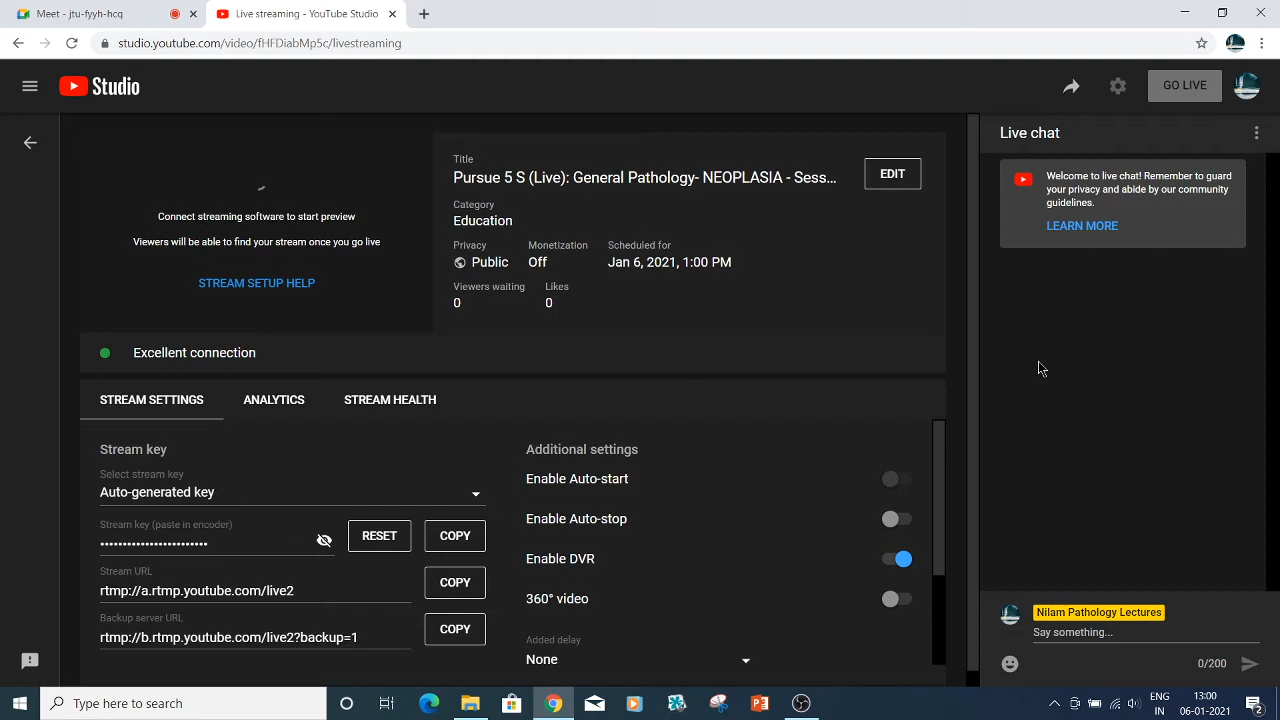 Meet - jtu-fyyh-hcq
Live streaming - YouTube Studio
studio.youtube.com/video/fHFDiabMp5c/livestreaming
Studio
GO LIVE
Connect streaming software to start preview
Viewers will be able to find your stream once you go live
STREAM SETUP HELP
Title
Pursue 5 S (Live): General Pathology- NEOPLASIA - Sess...
EDIT
Category
Education
Privacy Monetization Scheduled for
Public Off Jan 6, 2021, 1:00 PM
Viewers waiting Likes
0 0
Excellent connection
STREAM SETTINGS ANALYTICS STREAM HEALTH
Stream key
Select stream key
Auto-generated key
Stream key (paste in encoder)
••••••••••••••••••••••••
RESET COPY
Stream URL
rtmp://a.rtmp.youtube.com/live2
COPY
Backup server URL
rtmp://b.rtmp.youtube.com/live2?backup=1
COPY
Additional settings
Enable Auto-start
Enable Auto-stop
Enable DVR
360° video
Added delay
None
Live chat
Welcome to live chat! Remember to guard
your privacy and abide by our community
guidelines.
LEARN MORE
Nilam Pathology Lectures
Say something...
0/200
Type here to search
ENG
IN
13:00
06-01-2021
2